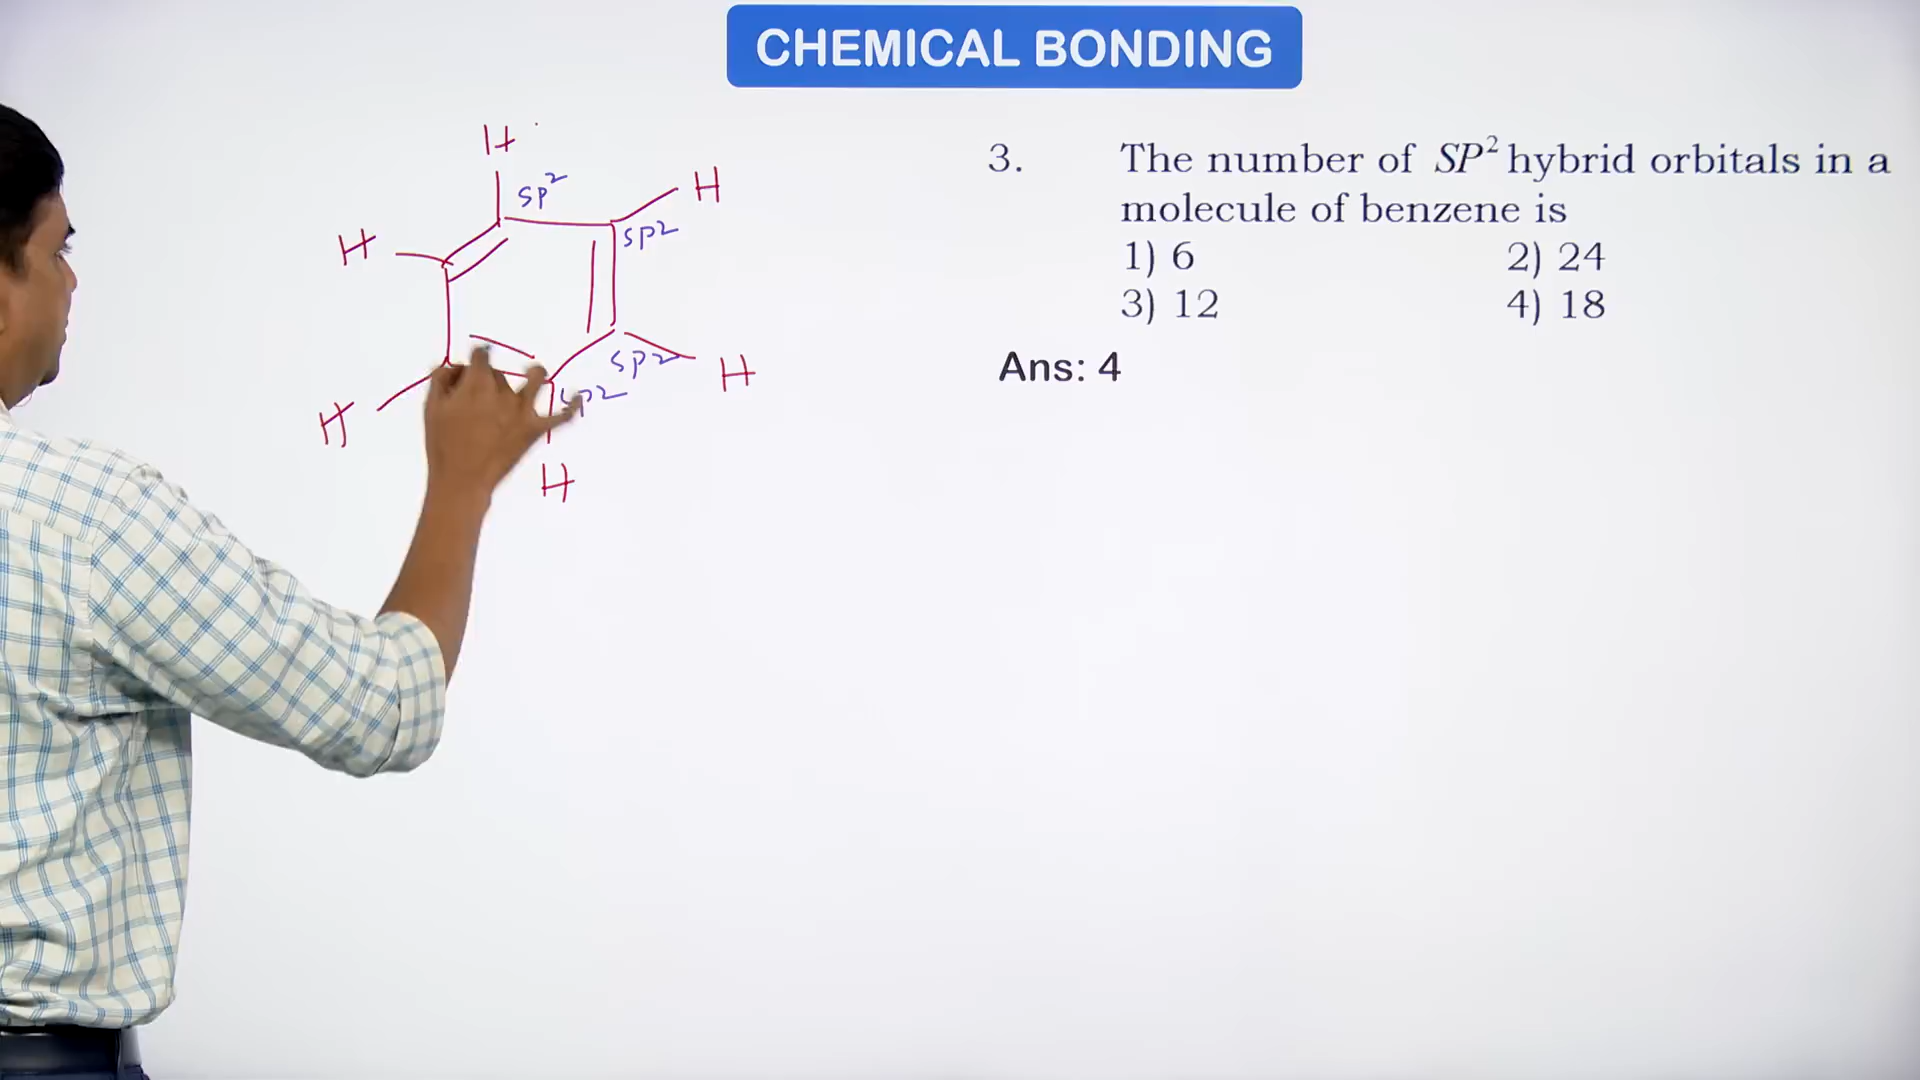 CHEMICAL BONDING
H
sp²
H
sp2
H
sp2
H
sp2
H
H
3. The number of SP² hybrid orbitals in a
molecule of benzene is
1) 6 2) 24
3) 12 4) 18
Ans: 4